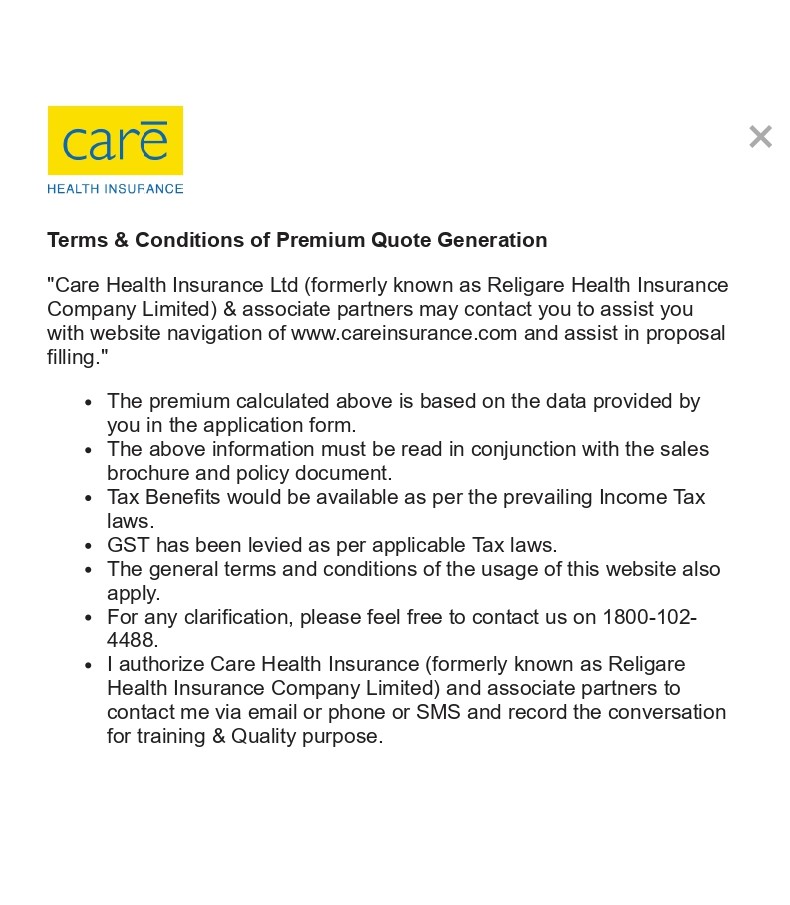 carē
HEALTH INSUFANCE
Terms & Conditions of Premium Quote Generation
"Care Health Insurance Ltd (formerly known as Religare Health Insurance
Company Limited) & associate partners may contact you to assist you
with website navigation of www.careinsurance.com and assist in proposal
filling."
• The premium calculated above is based on the data provided by
you in the application form.
• The above information must be read in conjunction with the sales
brochure and policy document.
• Tax Benefits would be available as per the prevailing Income Tax
laws.
• GST has been levied as per applicable Tax laws.
• The general terms and conditions of the usage of this website also
apply.
• For any clarification, please feel free to contact us on 1800-102-
4488.
• I authorize Care Health Insurance (formerly known as Religare
Health Insurance Company Limited) and associate partners to
contact me via email or phone or SMS and record the conversation
for training & Quality purpose.